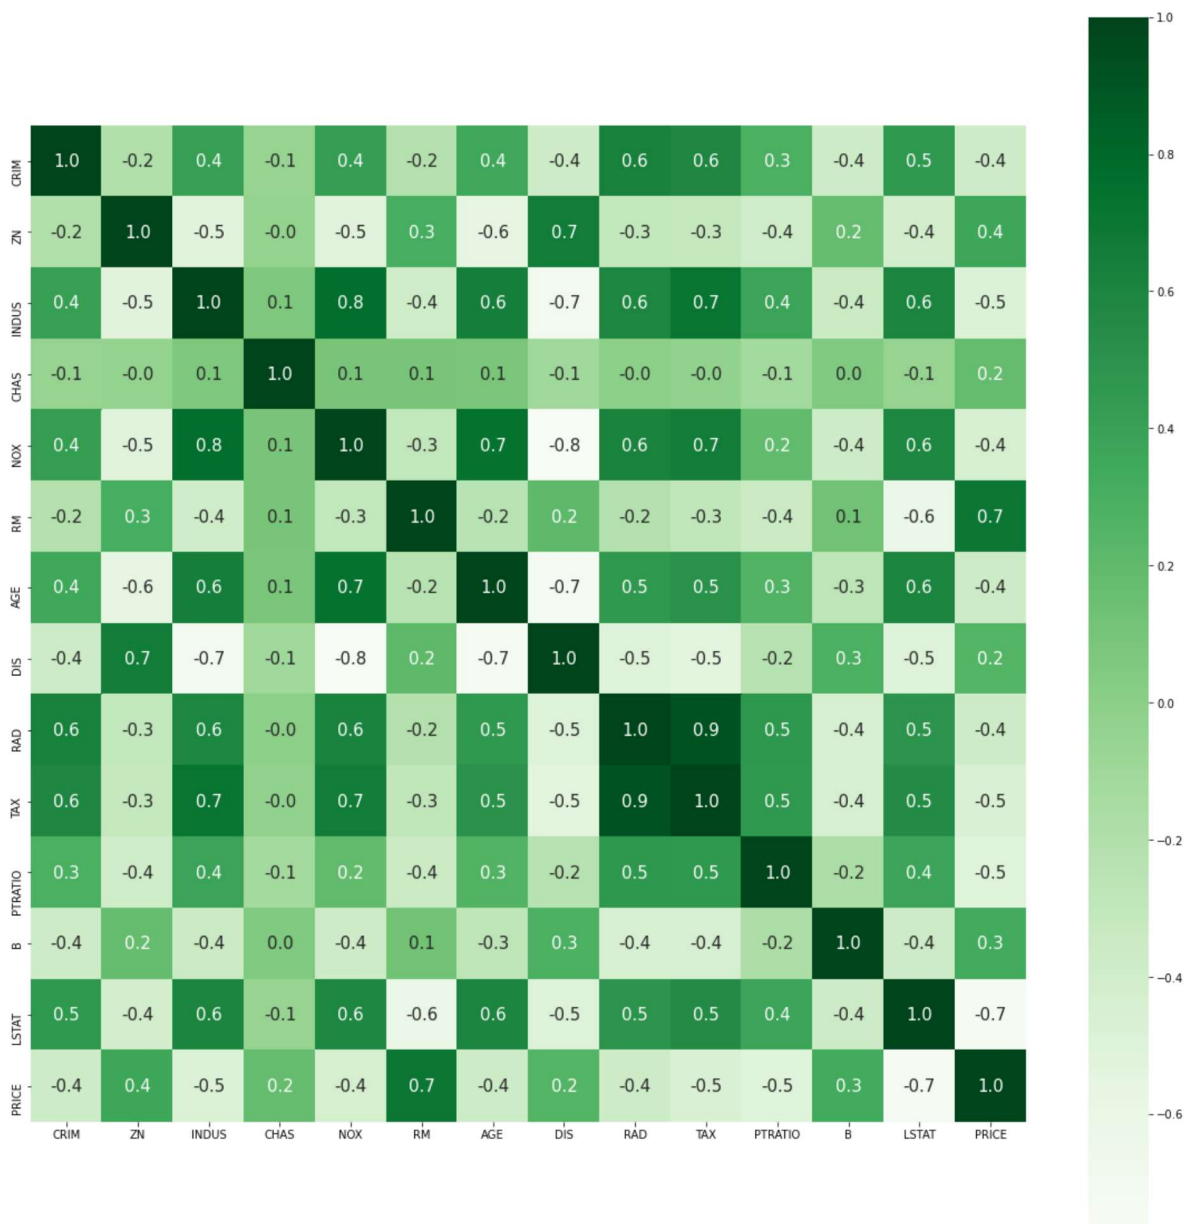 1.0
CRIM 1.0 -0.2 0.4 -0.1 0.4 -0.2 0.4 -0.4 0.6 0.6 0.3 -0.4 0.5 -0.4
0.8
ZN -0.2 1.0 -0.5 -0.0 -0.5 0.3 -0.6 0.7 -0.3 -0.3 -0.4 0.2 -0.4 0.4
INDUS 0.4 -0.5 1.0 0.1 0.8 -0.4 0.6 -0.7 0.6 0.7 0.4 -0.4 0.6 -0.5
0.6
CHAS -0.1 -0.0 0.1 1.0 0.1 0.1 0.1 -0.1 -0.0 -0.0 -0.1 0.0 -0.1 0.2
0.4
NOX 0.4 -0.5 0.8 0.1 1.0 -0.3 0.7 -0.8 0.6 0.7 0.2 -0.4 0.6 -0.4
RM -0.2 0.3 -0.4 0.1 -0.3 1.0 -0.2 0.2 -0.2 -0.3 -0.4 0.1 -0.6 0.7
0.2
AGE 0.4 -0.6 0.6 0.1 0.7 -0.2 1.0 -0.7 0.5 0.5 0.3 -0.3 0.6 -0.4
DIS -0.4 0.7 -0.7 -0.1 -0.8 0.2 -0.7 1.0 -0.5 -0.5 -0.2 0.3 -0.5 0.2
0.0
RAD 0.6 -0.3 0.6 -0.0 0.6 -0.2 0.5 -0.5 1.0 0.9 0.5 -0.4 0.5 -0.4
TAX 0.6 -0.3 0.7 -0.0 0.7 -0.3 0.5 -0.5 0.9 1.0 0.5 -0.4 0.5 -0.5
-0.2
PTRATIO 0.3 -0.4 0.4 -0.1 0.2 -0.4 0.3 -0.2 0.5 0.5 1.0 -0.2 0.4 -0.5
B -0.4 0.2 -0.4 0.0 -0.4 0.1 -0.3 0.3 -0.4 -0.4 -0.2 1.0 -0.4 0.3
-0.4
LSTAT 0.5 -0.4 0.6 -0.1 0.6 -0.6 0.6 -0.5 0.5 0.5 0.4 -0.4 1.0 -0.7
PRICE -0.4 0.4 -0.5 0.2 -0.4 0.7 -0.4 0.2 -0.4 -0.5 -0.5 0.3 -0.7 1.0
-0.6
CRIM ZN INDUS CHAS NOX RM AGE DIS RAD TAX PTRATIO B LSTAT PRICE